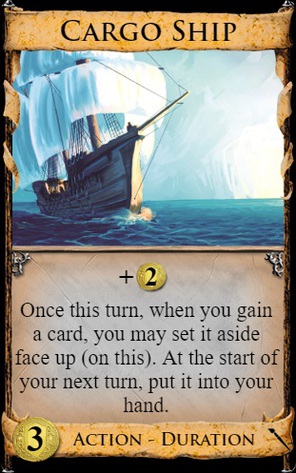 CARGO SHIP
+ 2
Once this turn, when you gain
a card, you may set it aside
face up (on this). At the start of
your next turn, put it into your
hand.
3 ACTION - DURATION